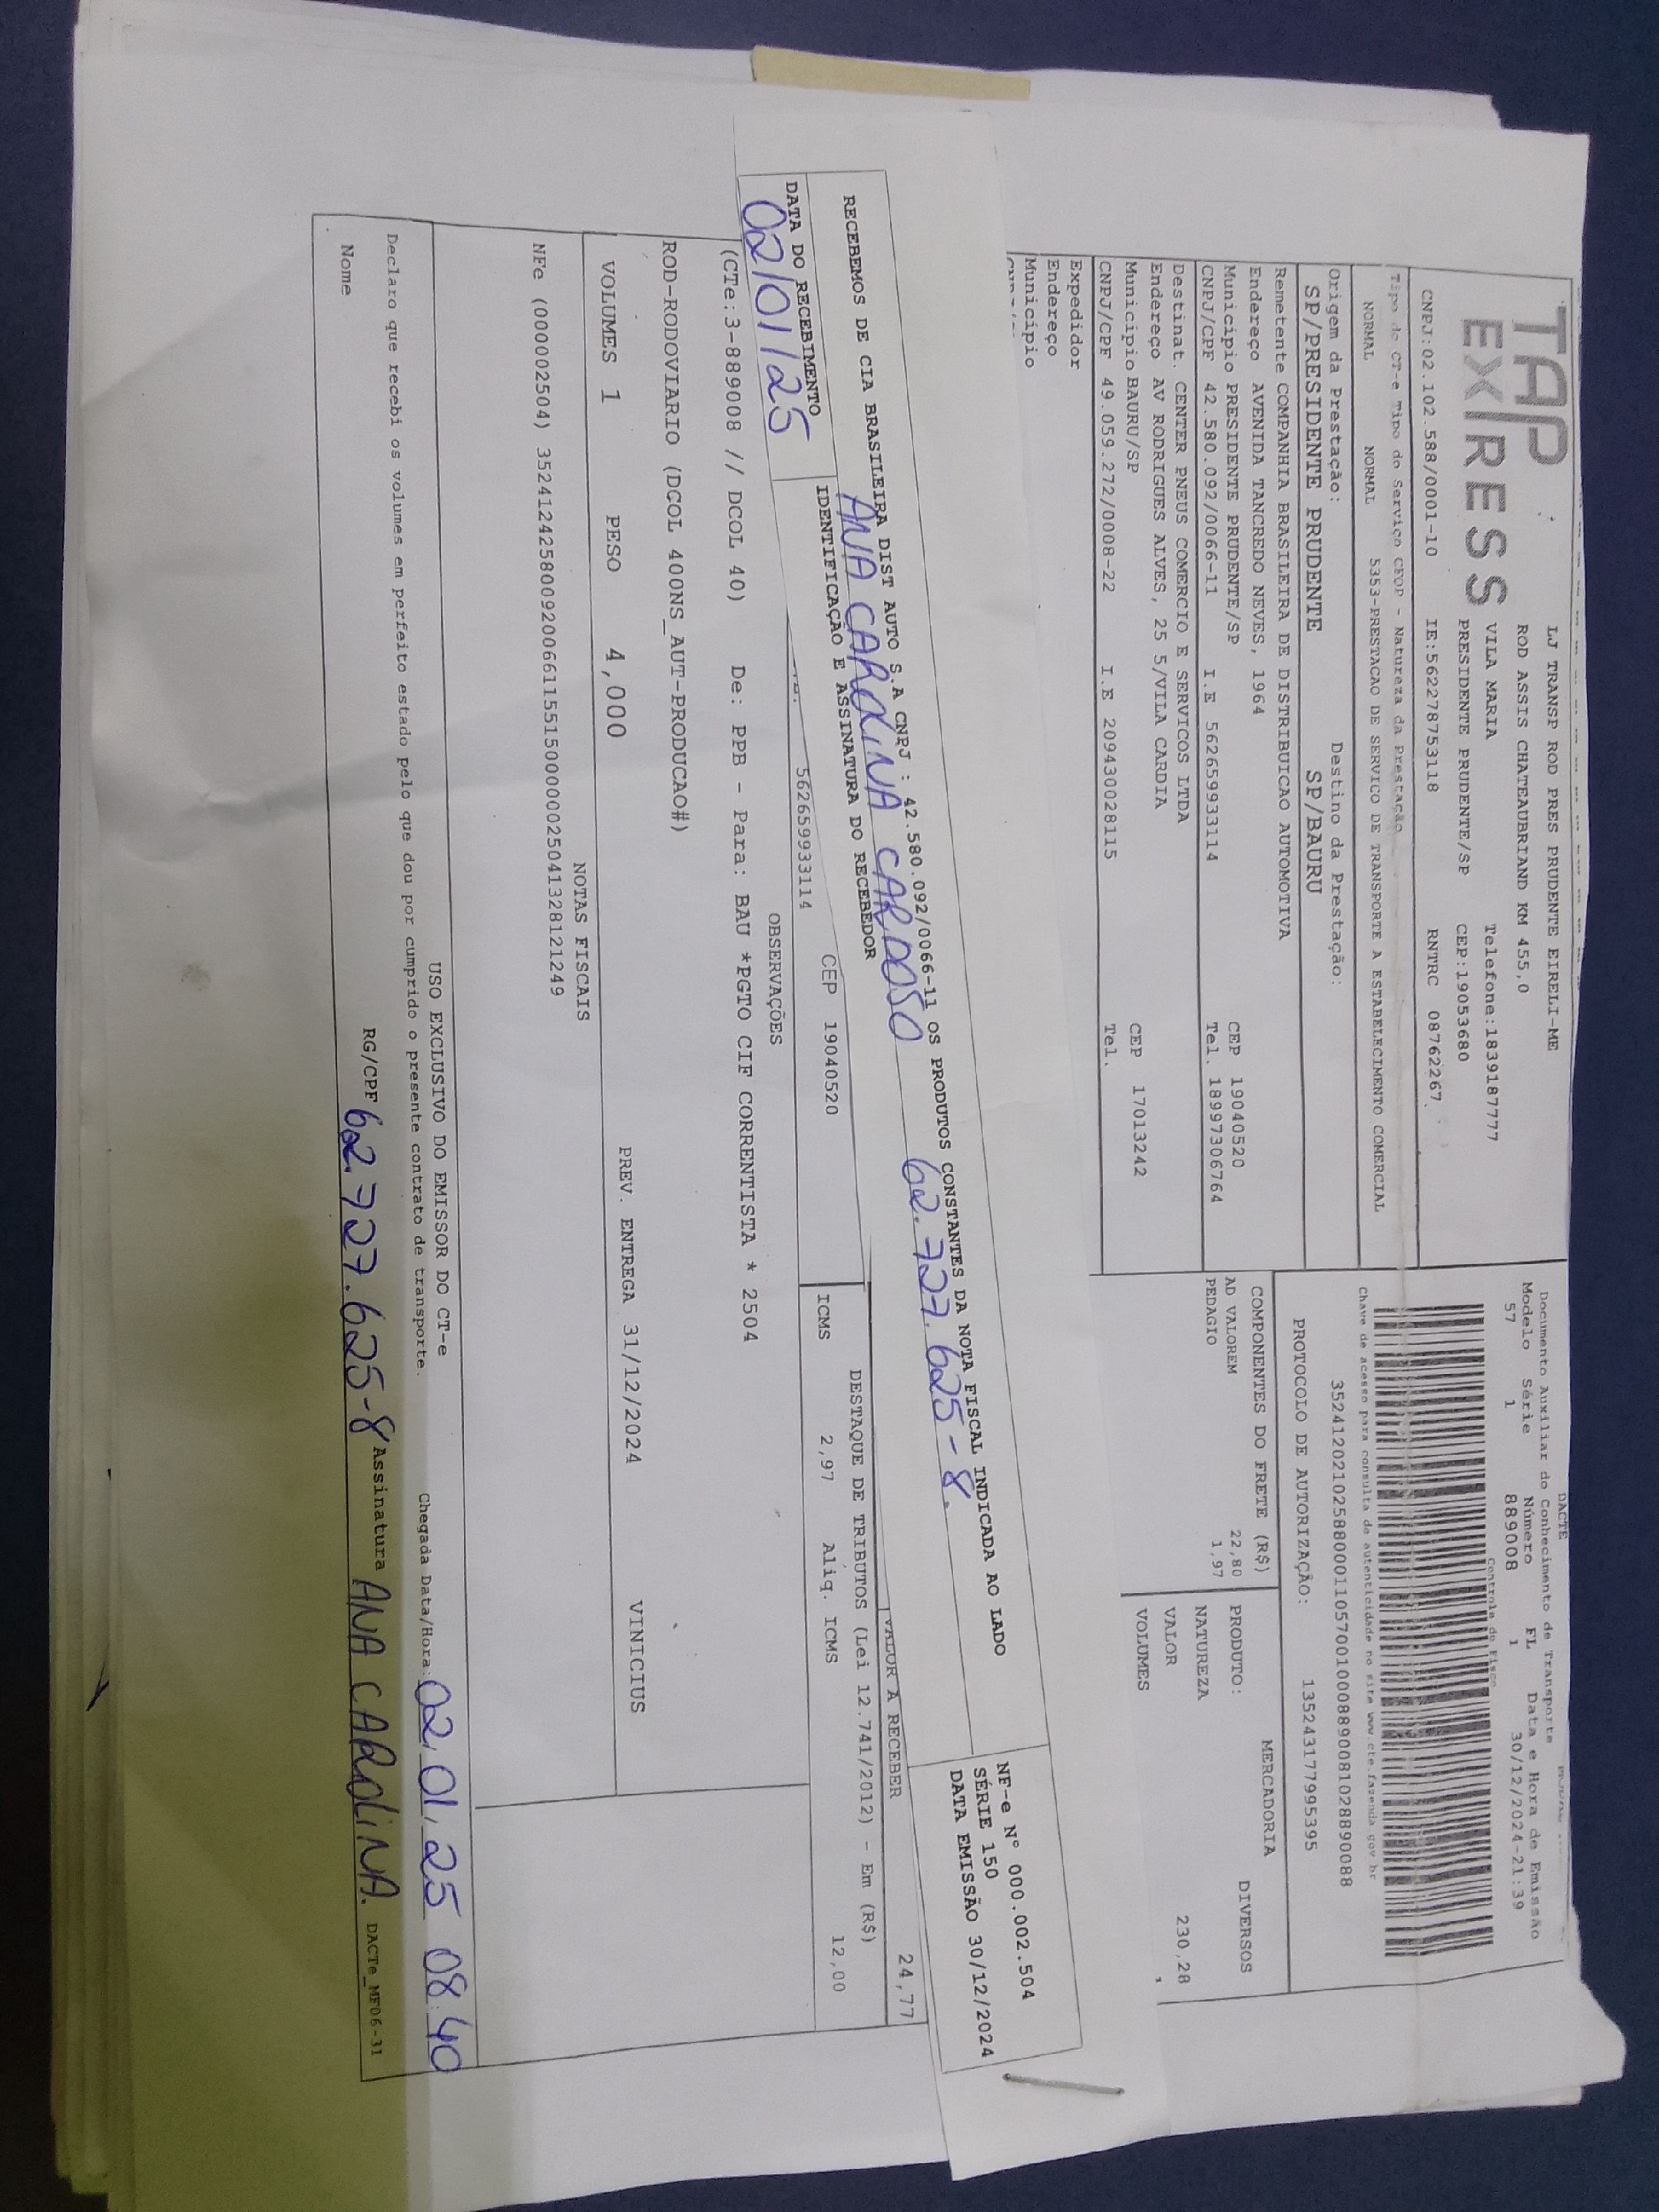 TAP EXPRESS
LJ TRANSP ROD PRES PRUDENTE EIRELI-ME
ROD ASSIS CHATEAUBRIAND KM 455,0
VILA MARIA Telefone:1839187777
PRESIDENTE PRUDENTE/SP CEP:19053680
CNPJ:02.102.588/0001-10 IE:562278753118 RNTRC 08762267
DACTE
Documento Auxiliar do Conhecimento de Transporte
Modelo Série Número FL Data e Hora de Emissão
57 1 889008 1 30/12/2024-21:39
Controle do Fisco
Chave de acesso para consulta de autenticidade no site www.cte.fazenda.gov.br
35241202102588000110570010008890081028890088
PROTOCOLO DE AUTORIZAÇÃO: 135243177995395
Tipo do CT-e Tipo do Serviço CFOP - Natureza da Prestação
NORMAL NORMAL 5353-PRESTACAO DE SERVICO DE TRANSPORTE A ESTABELECIMENTO COMERCIAL
Origem da Prestação: Destino da Prestação:
SP/PRESIDENTE PRUDENTE SP/BAURU
Remetente COMPANHIA BRASILEIRA DE DISTRIBUICAO AUTOMOTIVA
Endereço AVENIDA TANCREDO NEVES, 1964
Municipio PRESIDENTE PRUDENTE/SP CEP 19040520
CNPJ/CPF 42.580.092/0066-11 I.E 562659933114 Tel. 18997306764
Destinat. CENTER PNEUS COMERCIO E SERVICOS LTDA
Endereço AV RODRIGUES ALVES, 25 5/VILA CARDIA
Municipio BAURU/SP CEP 17013242
CNPJ/CPF 49.059.272/0008-22 I.E 209430028115 Tel.
Expedidor
Endereço
Municipio
COMPONENTES DO FRETE (R$)
AD VALOREM 22,80
PEDAGIO 1,97
MERCADORIA
PRODUTO: DIVERSOS
NATUREZA
VALOR 230,28
VOLUMES 1
RECEBEMOS DE CIA BRASILEIRA DIST AUTO S.A CNPJ : 42.580.092/0066-11 OS PRODUTOS CONSTANTES DA NOTA FISCAL INDICADA AO LADO
NF-e Nº 000.002.504
SÉRIE 150
DATA EMISSÃO 30/12/2024
ANA CAROLINA CARDOSO 62.727.625-8.
DATA DO RECEBIMENTO IDENTIFICAÇÃO E ASSINATURA DO RECEBEDOR
02/01/25
VALOR A RECEBER 24,77
562659933114 CEP 19040520
DESTAQUE DE TRIBUTOS (Lei 12.741/2012) - Em (R$)
ICMS 2,97 Alíq. ICMS 12,00
OBSERVAÇÕES
(CTe:3-889008 // DCOL 40) De: PPB - Para: BAU *PGTO CIF CORRENTISTA * 2504
ROD-RODOVIARIO (DCOL 400NS_AUT-PRODUCAO#)
VOLUMES 1 PESO 4,000 PREV. ENTREGA 31/12/2024 VINICIUS
NOTAS FISCAIS
NFe (000002504) 35241242580092006611551500000025041328121249
USO EXCLUSIVO DO EMISSOR DO CT-e
Declaro que recebi os volumes em perfeito estado pelo que dou por cumprido o presente contrato de transporte. Chegada Data/Hora: 02,01,25 08:40
Nome RG/CPF 62.727.625-8 Assinatura ANA CAROLINA. DACTe_MF06-31